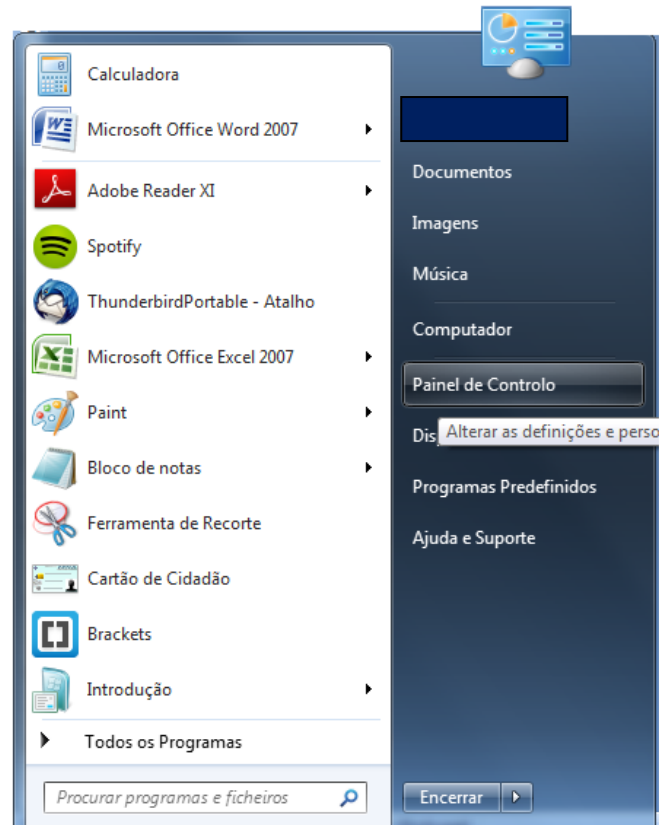 Calculadora
Microsoft Office Word 2007
Adobe Reader XI
Spotify
ThunderbirdPortable - Atalho
Microsoft Office Excel 2007
Paint
Bloco de notas
Ferramenta de Recorte
Cartão de Cidadão
Brackets
Introdução
Todos os Programas
Procurar programas e ficheiros
Documentos
Imagens
Música
Computador
Painel de Controlo
Alterar as definições e perso
Programas Predefinidos
Ajuda e Suporte
Encerrar